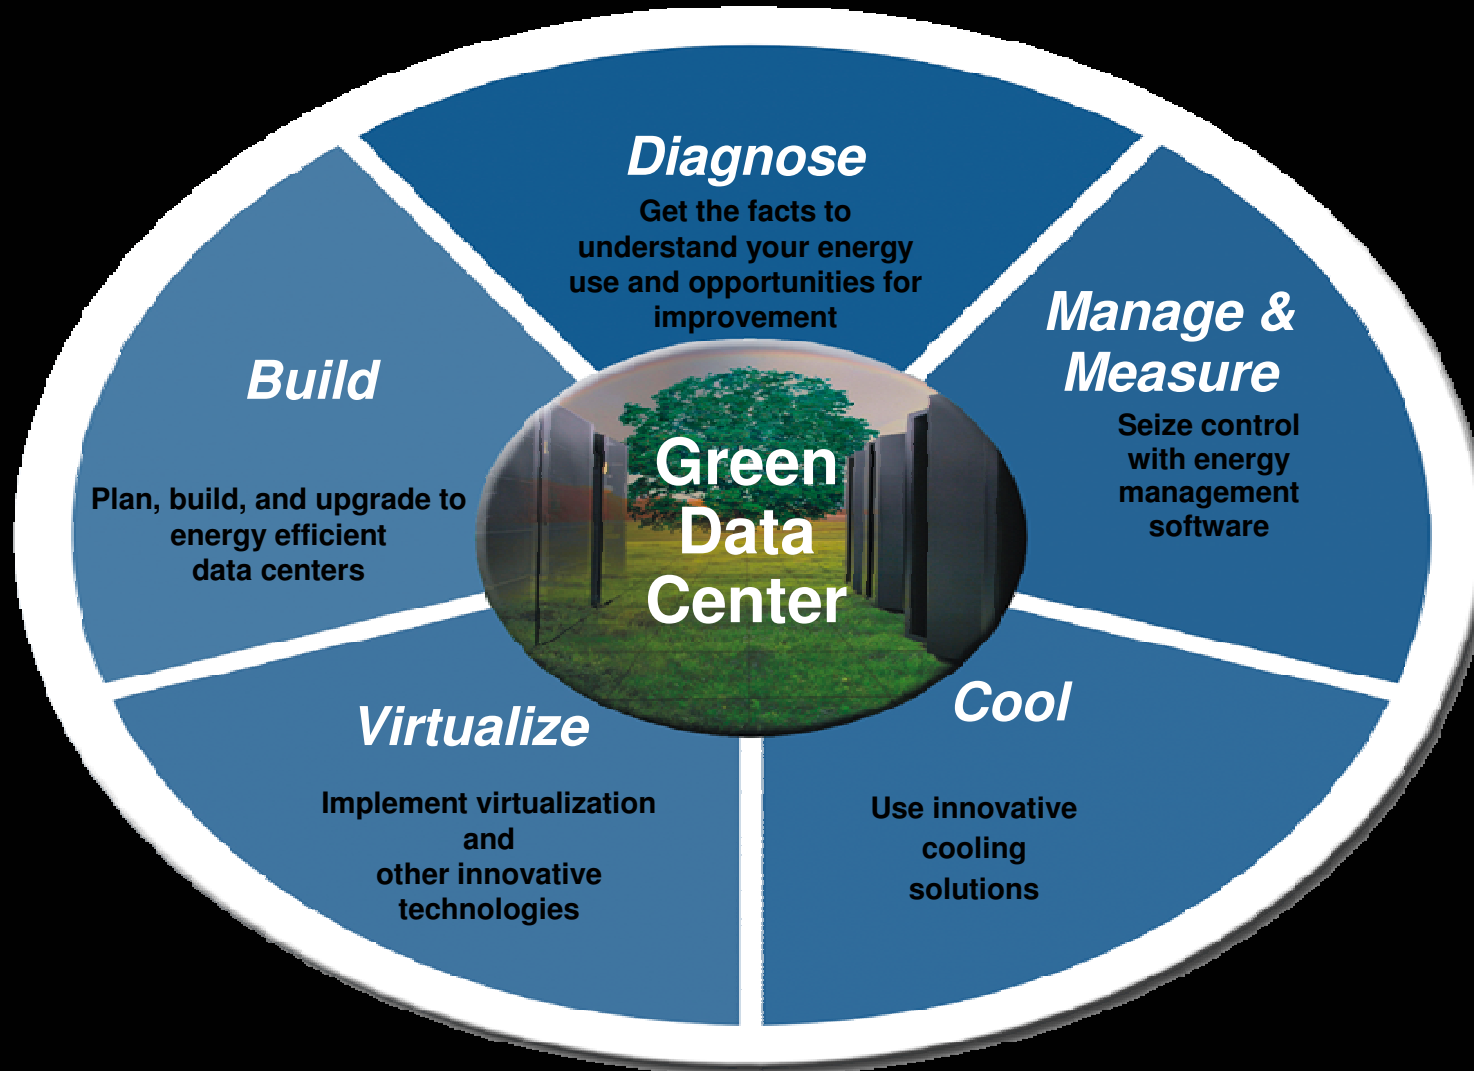 Diagnose
Get the facts to
understand your energy
use and opportunities for
improvement
Manage &
Measure
Seize control
with energy
management
software
Build
Plan, build, and upgrade to
energy efficient
data centers
Green
Data
Center
Virtualize
Implement virtualization
and
other innovative
technologies
Cool
Use innovative
cooling
solutions